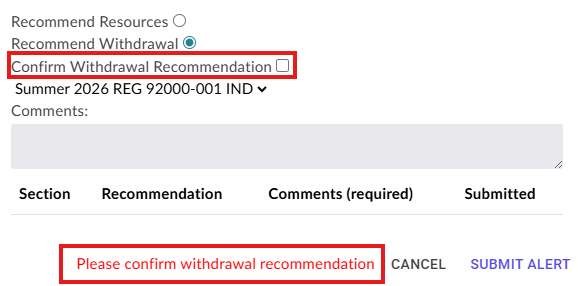 Recommend Resources
Recommend Withdrawal
Confirm Withdrawal Recommendation
Summer 2026 REG 92000-001 IND
Comments:
Section Recommendation Comments (required) Submitted
Please confirm withdrawal recommendation CANCEL SUBMIT ALERT